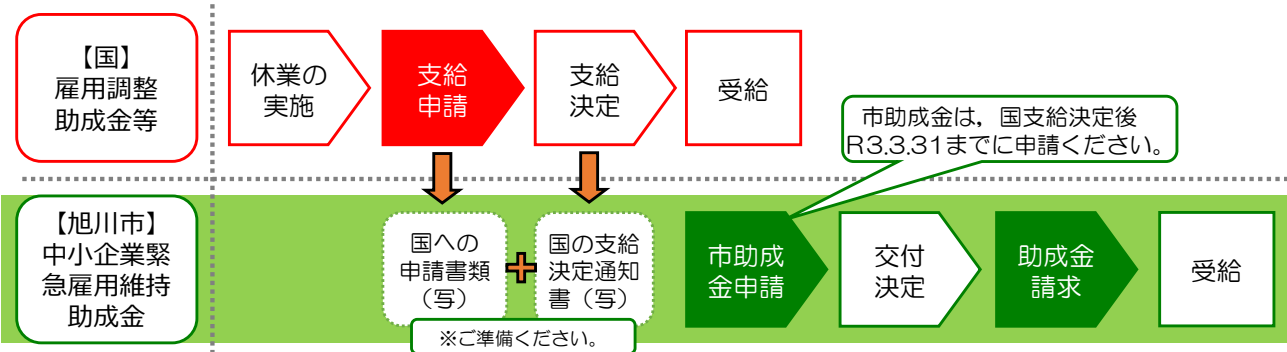 【国】
雇用調整
助成金等
休業の
実施
支給
申請
支給
決定
受給
市助成金は，国支給決定後
R3.3.31までに申請ください。
【旭川市】
中小企業緊
急雇用維持
助成金
国への
申請書類
（写）
国の支給
決定通知
書（写）
※ご準備ください。
市助成
金申請
交付
決定
助成金
請求
受給